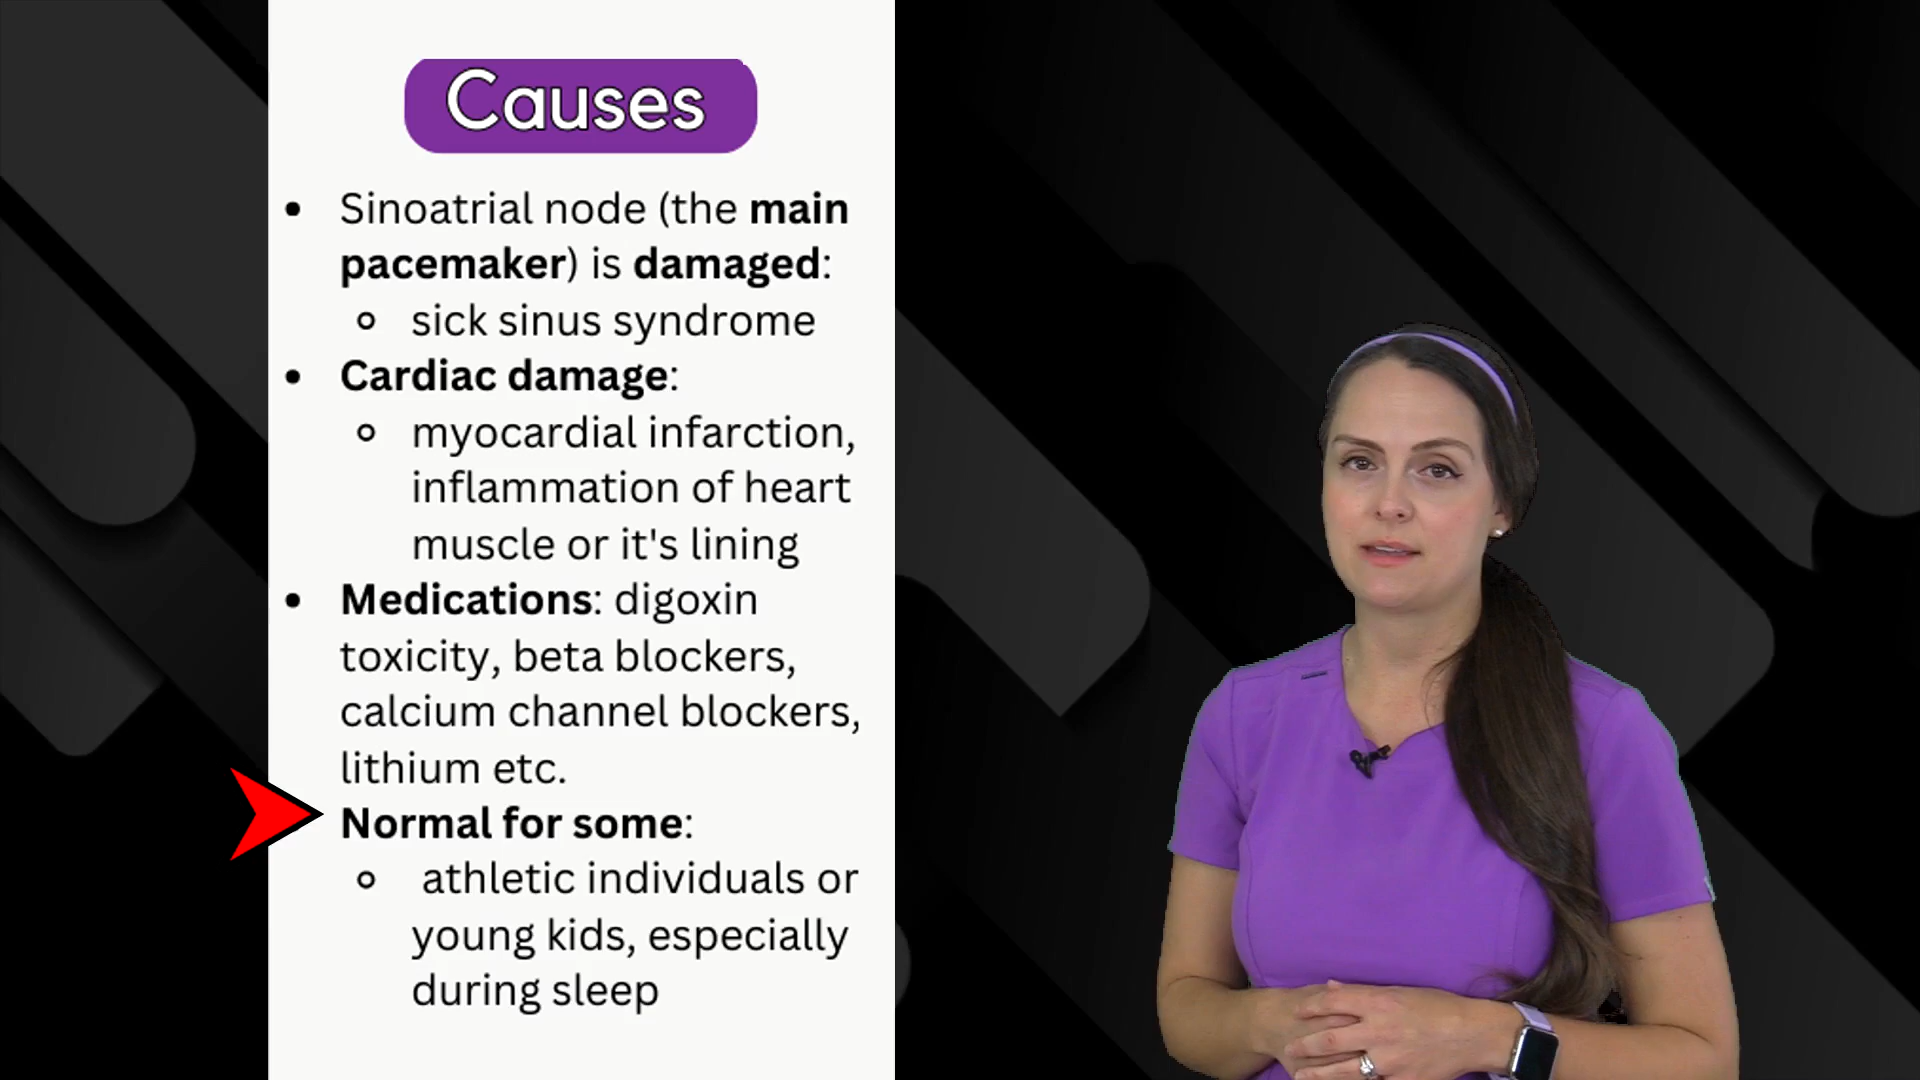 Causes
• Sinoatrial node (the main
pacemaker) is damaged:
○ sick sinus syndrome
• Cardiac damage:
○ myocardial infarction,
inflammation of heart
muscle or it's lining
• Medications: digoxin
toxicity, beta blockers,
calcium channel blockers,
lithium etc.
Normal for some:
○ athletic individuals or
young kids, especially
during sleep